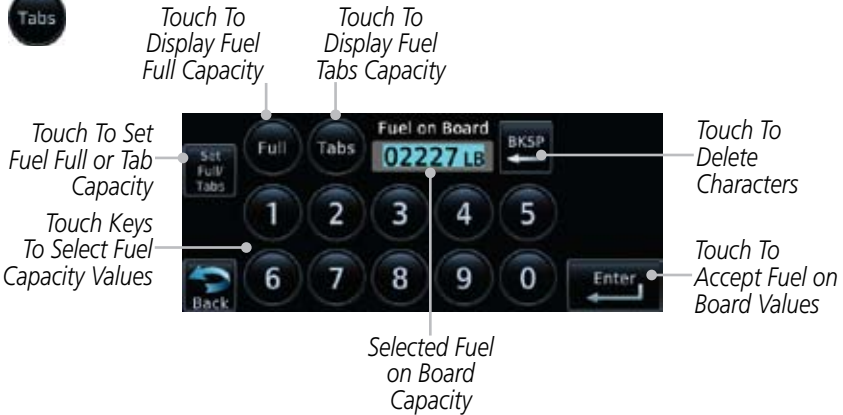 Tabs
Touch To
Display Fuel
Full Capacity
Touch To
Display Fuel
Tabs Capacity
Touch To Set
Fuel Full or Tab
Capacity
Touch Keys
To Select Fuel
Capacity Values
Set
Full/
Tabs
Full
Tabs
Fuel on Board
02227 LB
BKSP
1 2 3 4 5
6 7 8 9 0
Back
Enter
Touch To
Delete
Characters
Touch To
Accept Fuel on
Board Values
Selected Fuel
on Board
Capacity